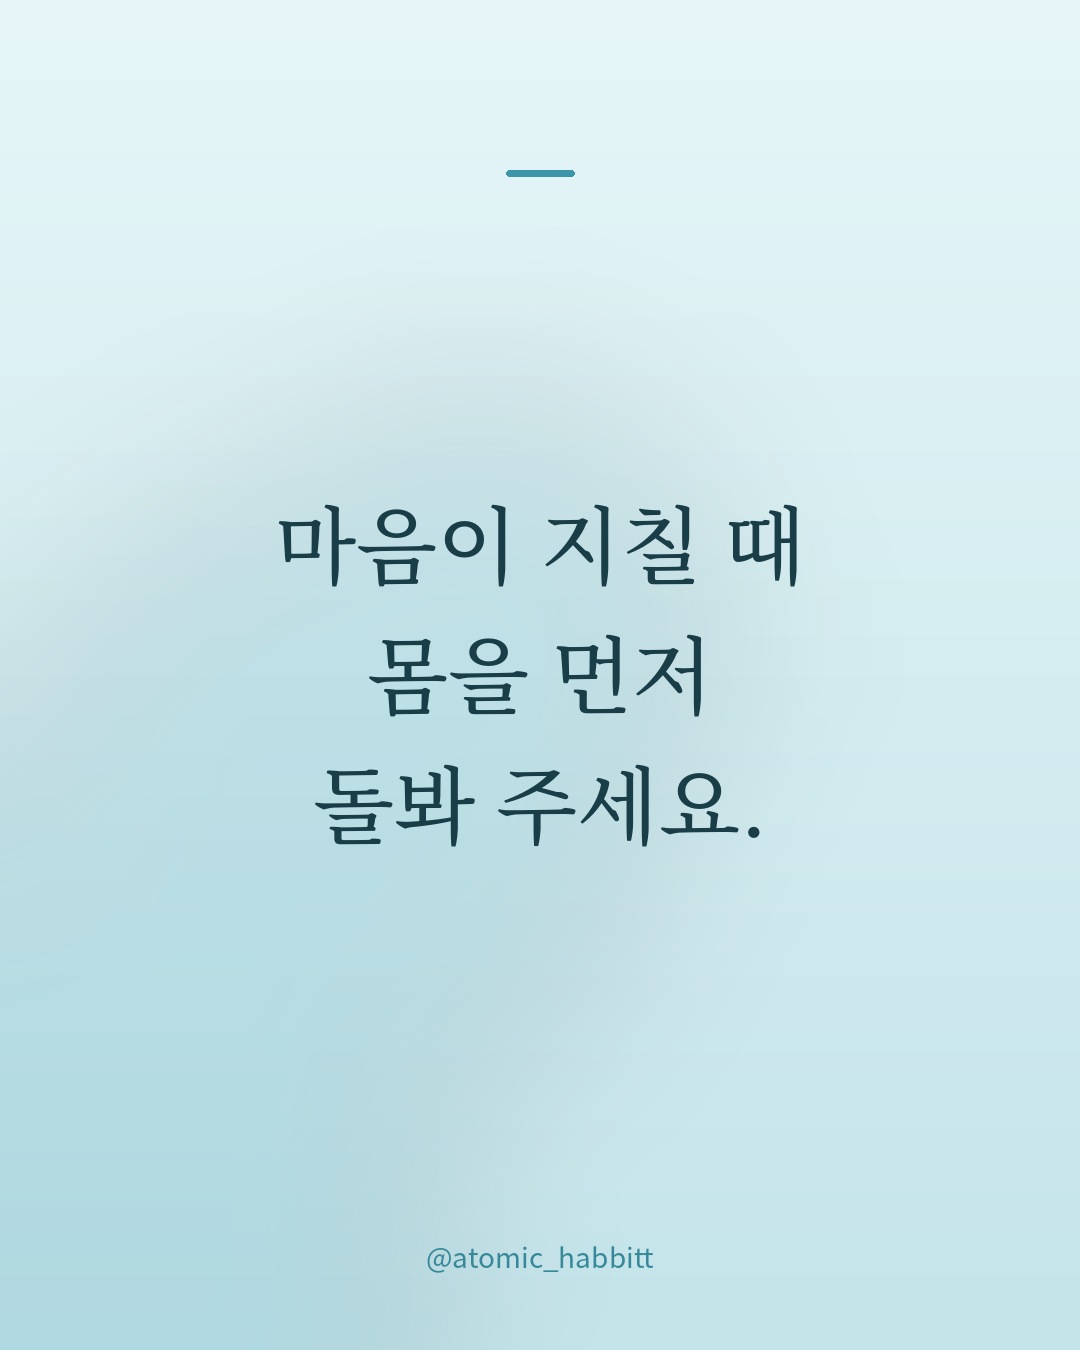 마음이 지칠 때
몸을 먼저
돌봐 주세요.
@atomic_habbitt